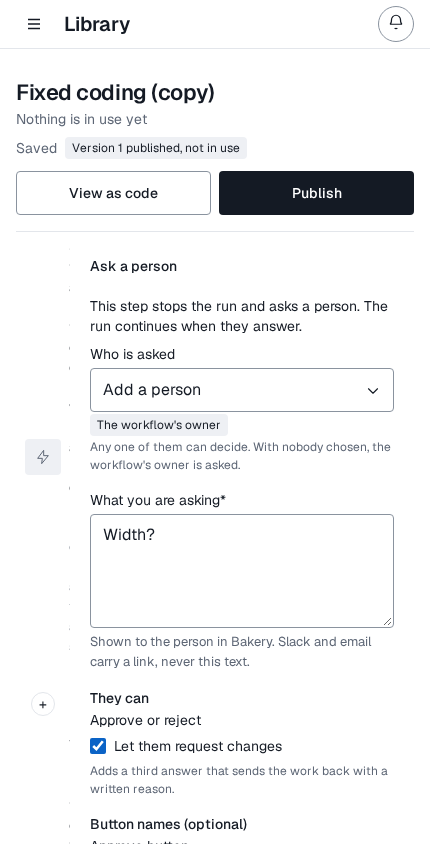 Library
Fixed coding (copy)
Nothing is in use yet
Saved Version 1 published, not in use
View as code Publish
Ask a person
This step stops the run and asks a person. The
run continues when they answer.
Who is asked
Add a person
The workflow's owner
Any one of them can decide. With nobody chosen, the
workflow's owner is asked.
What you are asking*
Width?
Shown to the person in Bakery. Slack and email
carry a link, never this text.
They can
Approve or reject
Let them request changes
Adds a third answer that sends the work back with a
written reason.
Button names (optional)